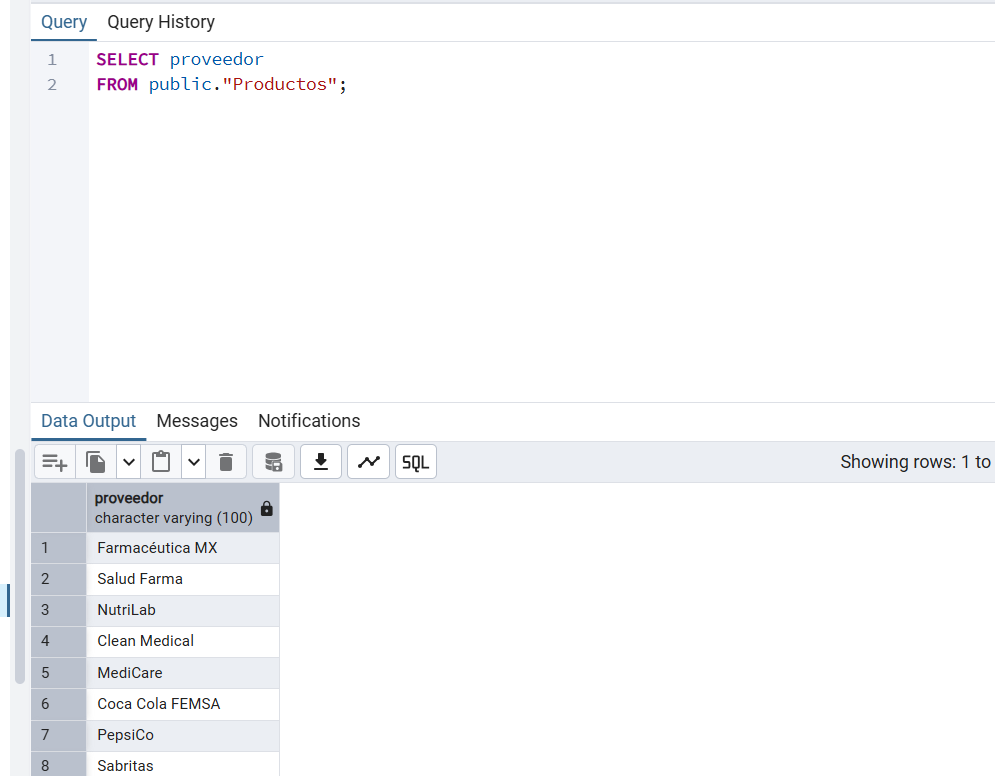 Query Query History
1 SELECT proveedor
2 FROM public."Productos";
Data Output Messages Notifications
SQL Showing rows: 1 to
proveedor
character varying (100)
1 Farmacéutica MX
2 Salud Farma
3 NutriLab
4 Clean Medical
5 MediCare
6 Coca Cola FEMSA
7 PepsiCo
8 Sabritas